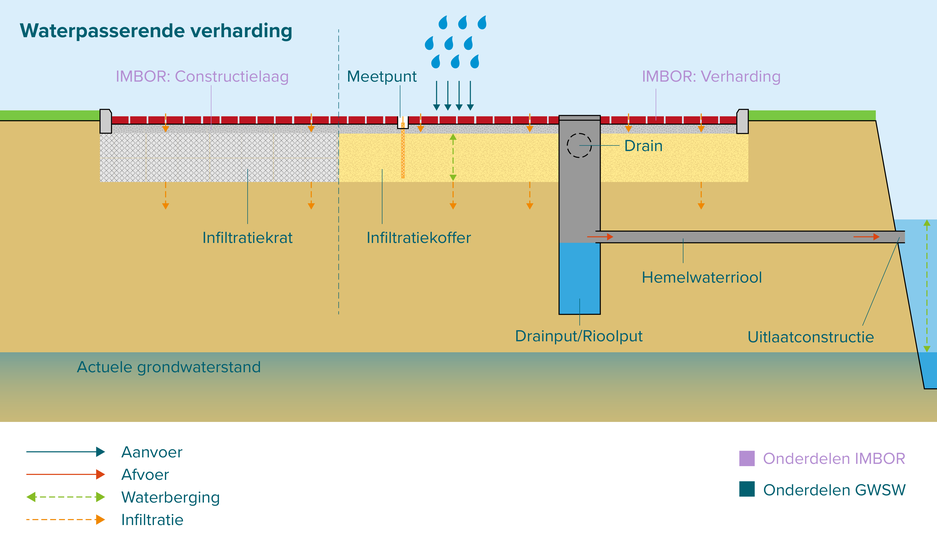 Waterpasserende verharding
IMBOR: Constructielaag
Meetpunt
IMBOR: Verharding
Drain
Infiltratiekrat
Infiltratiekoffer
Hemelwaterriool
Drainput/Rioolput
Uitlaatconstructie
Actuele grondwaterstand
Aanvoer
Afvoer
Waterberging
Infiltratie
Onderdelen IMBOR
Onderdelen GWSW